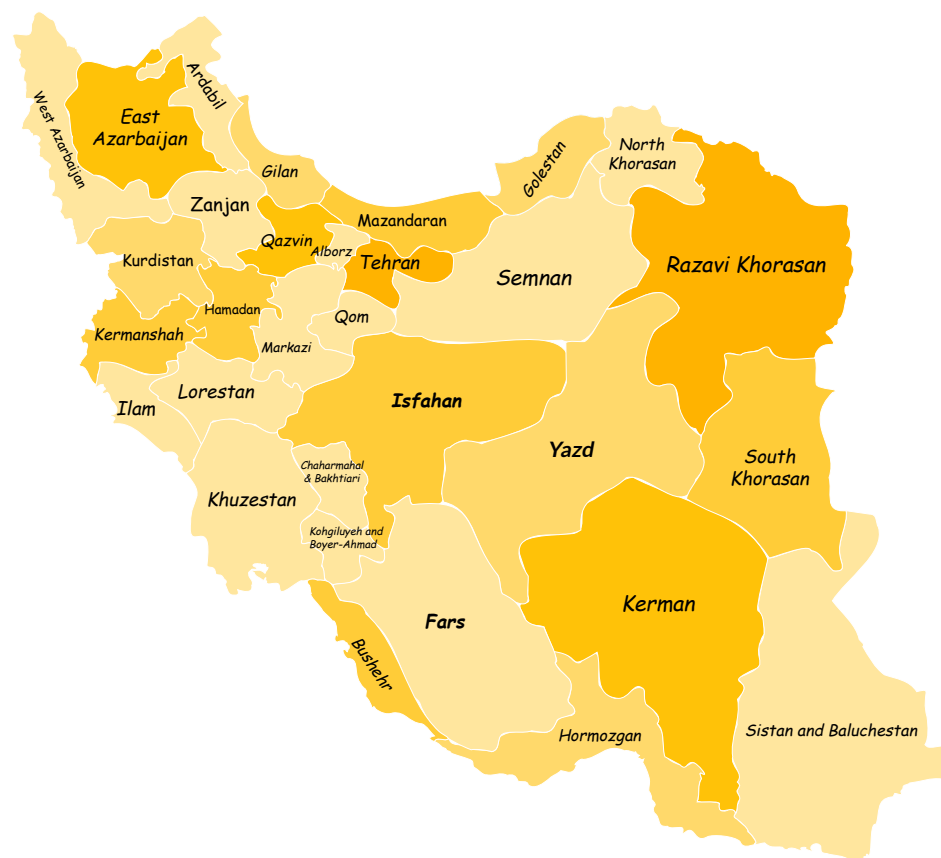 Ardabil
West Azarbaijan
East
Azarbaijan
Gilan
Golestan
North
Khorasan
Zanjan
Mazandaran
Qazvin
Alborz
Tehran
Razavi Khorasan
Kurdistan
Semnan
Hamadan
Qom
Kermanshah
Markazi
Lorestan
Ilam
Isfahan
Yazd
South
Khorasan
Chaharmahal
& Bakhtiari
Khuzestan
Kohgiluyeh and
Boyer-Ahmad
Kerman
Fars
Bushehr
Hormozgan
Sistan and Baluchestan